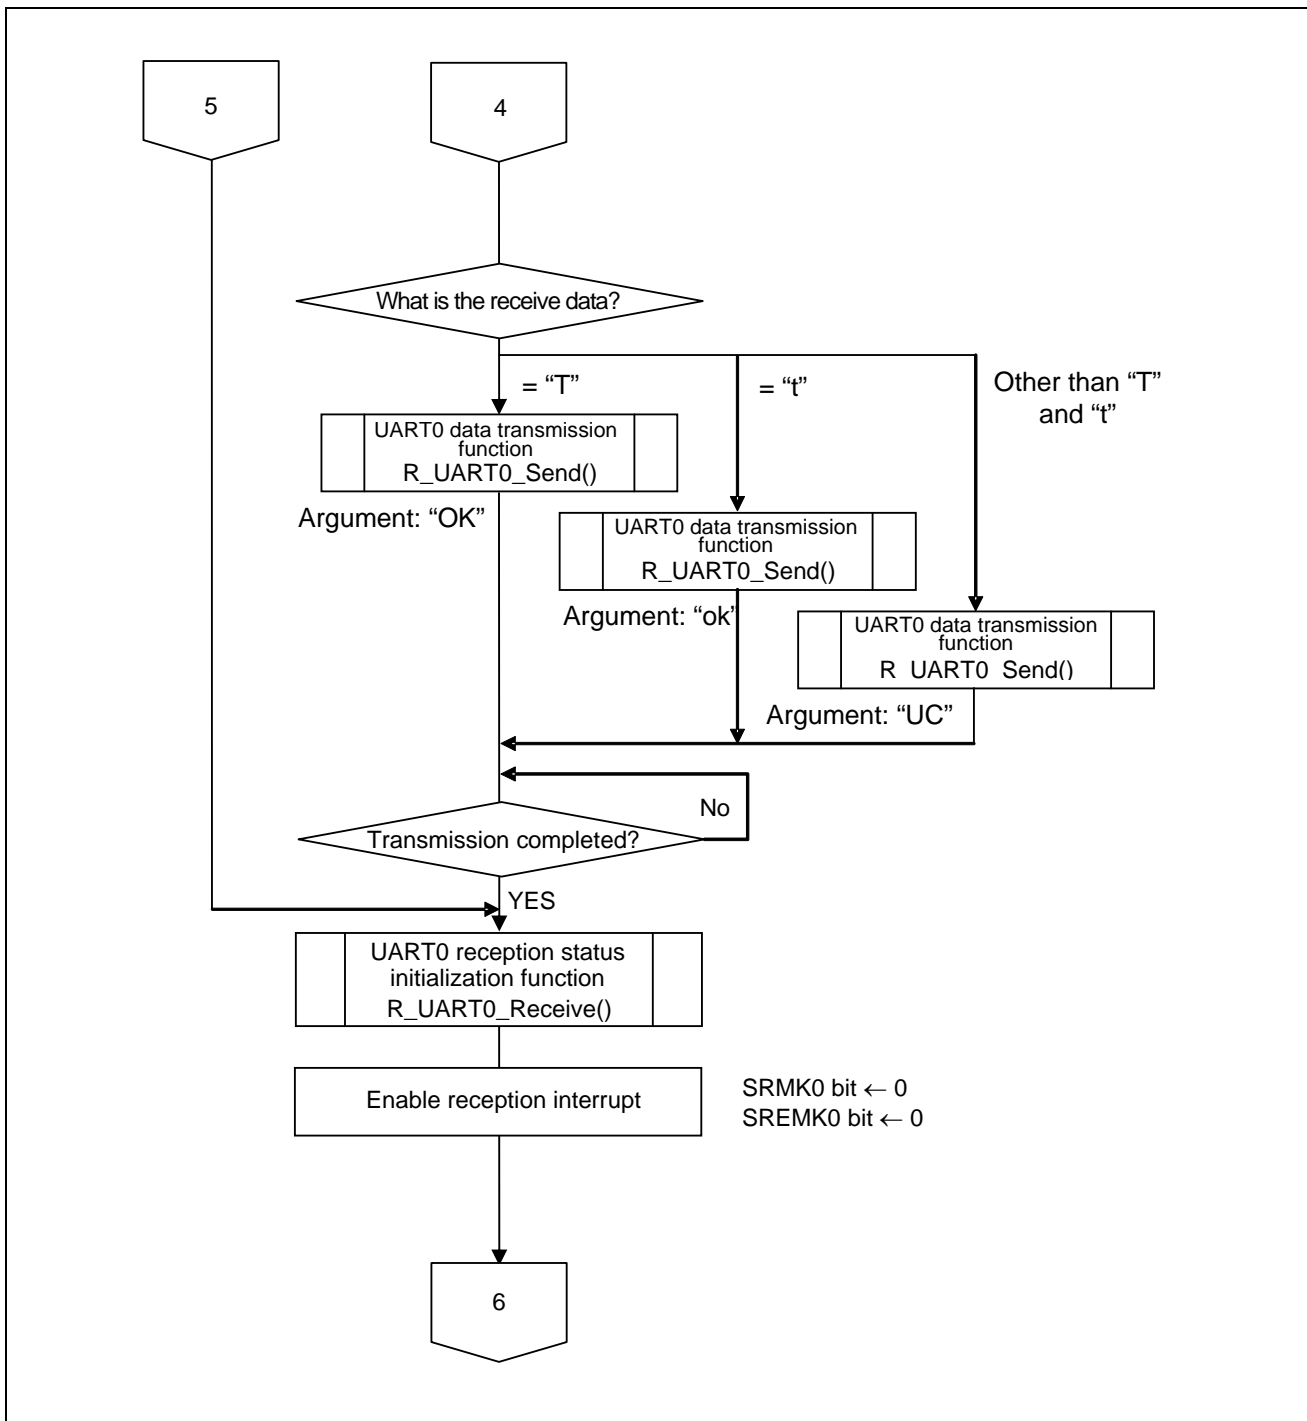 5
4
What is the receive data?
= “T”
= “t”
Other than “T”
and “t”
UART0 data transmission
function
R_UART0_Send()
Argument: “OK”
UART0 data transmission
function
R_UART0_Send()
Argument: “ok”
UART0 data transmission
function
R_UART0_Send()
Argument: “UC”
No
Transmission completed?
YES
UART0 reception status
initialization function
R_UART0_Receive()
Enable reception interrupt
SRMK0 bit ← 0
SREMK0 bit ← 0
6